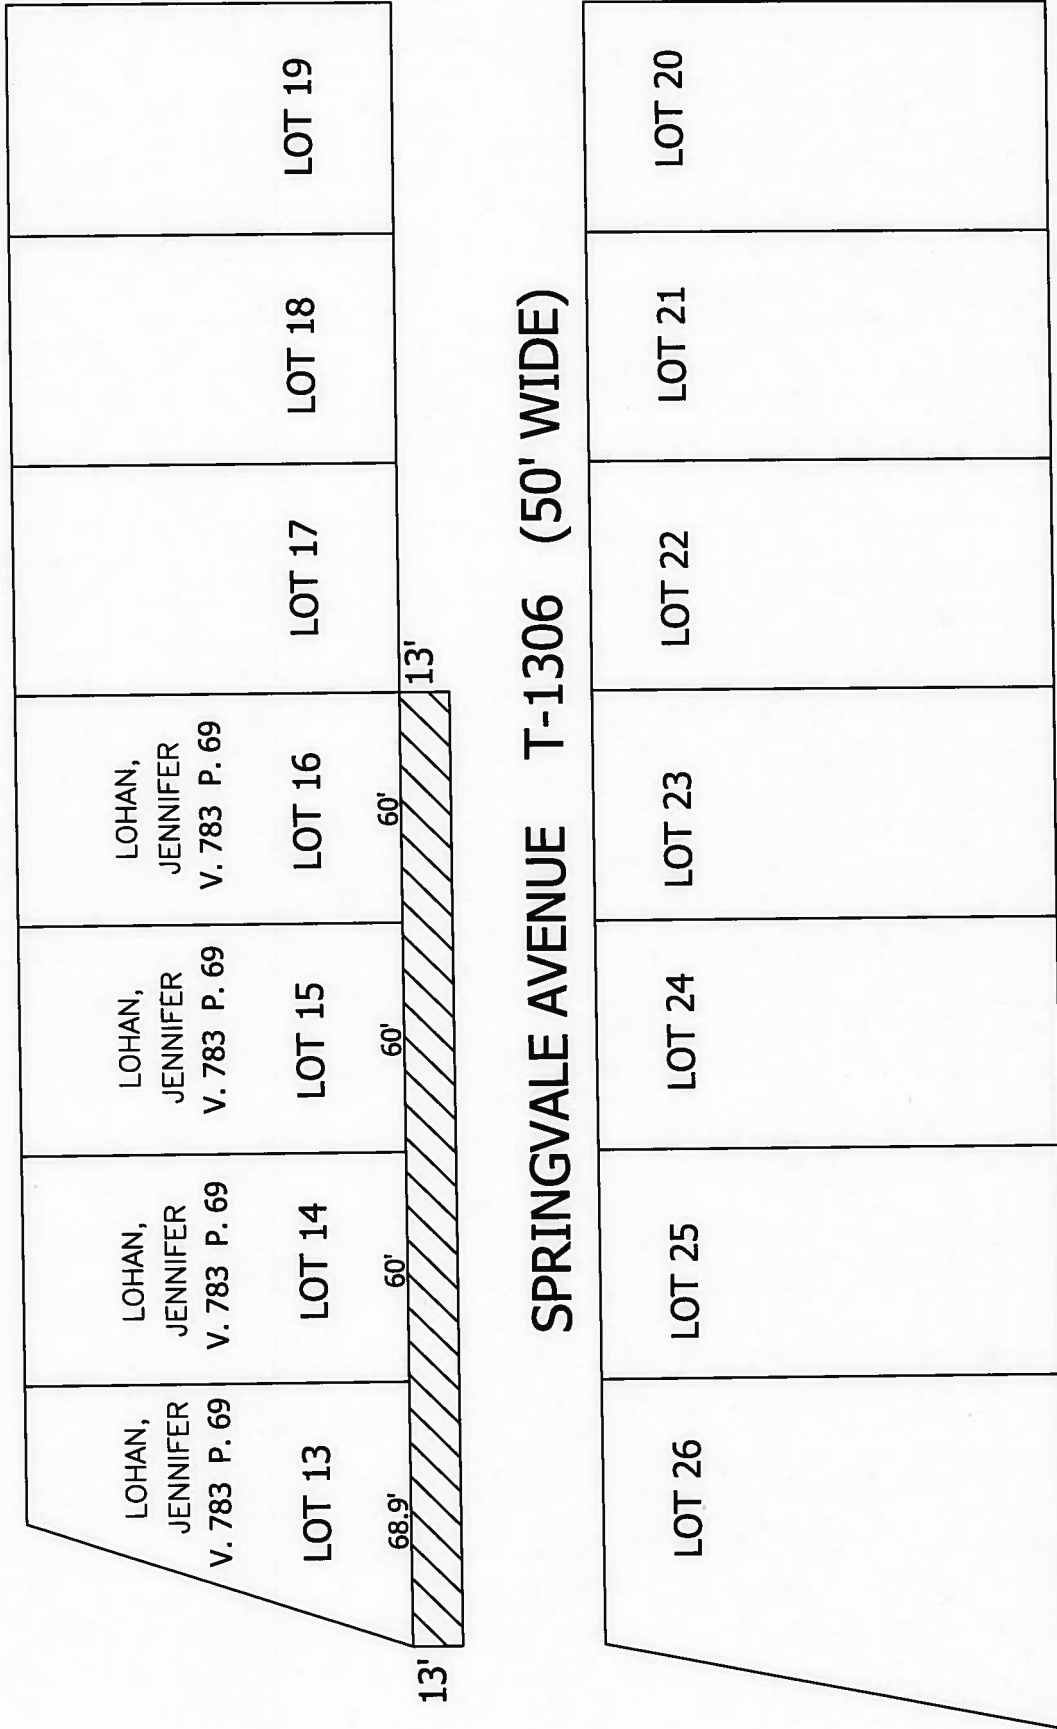 LOHAN,
JENNIFER
V. 783 P. 69
LOT 13
68.9'
13'
LOHAN,
JENNIFER
V. 783 P. 69
LOT 14
60'
LOHAN,
JENNIFER
V. 783 P. 69
LOT 15
60'
LOHAN,
JENNIFER
V. 783 P. 69
LOT 16
60'
13'
LOT 17
LOT 18
LOT 19
SPRINGVALE AVENUE T-1306 (50' WIDE)
LOT 26
LOT 25
LOT 24
LOT 23
LOT 22
LOT 21
LOT 20